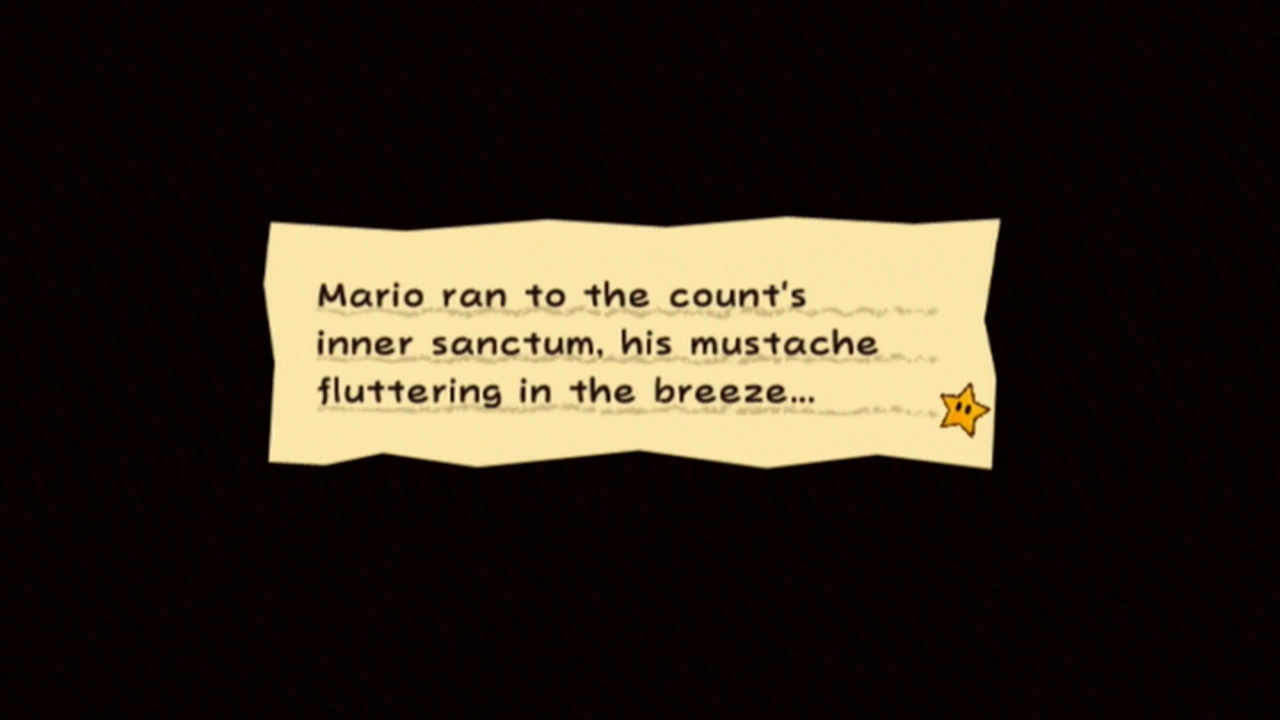 Mario ran to the count's
inner sanctum, his mustache
fluttering in the breeze...